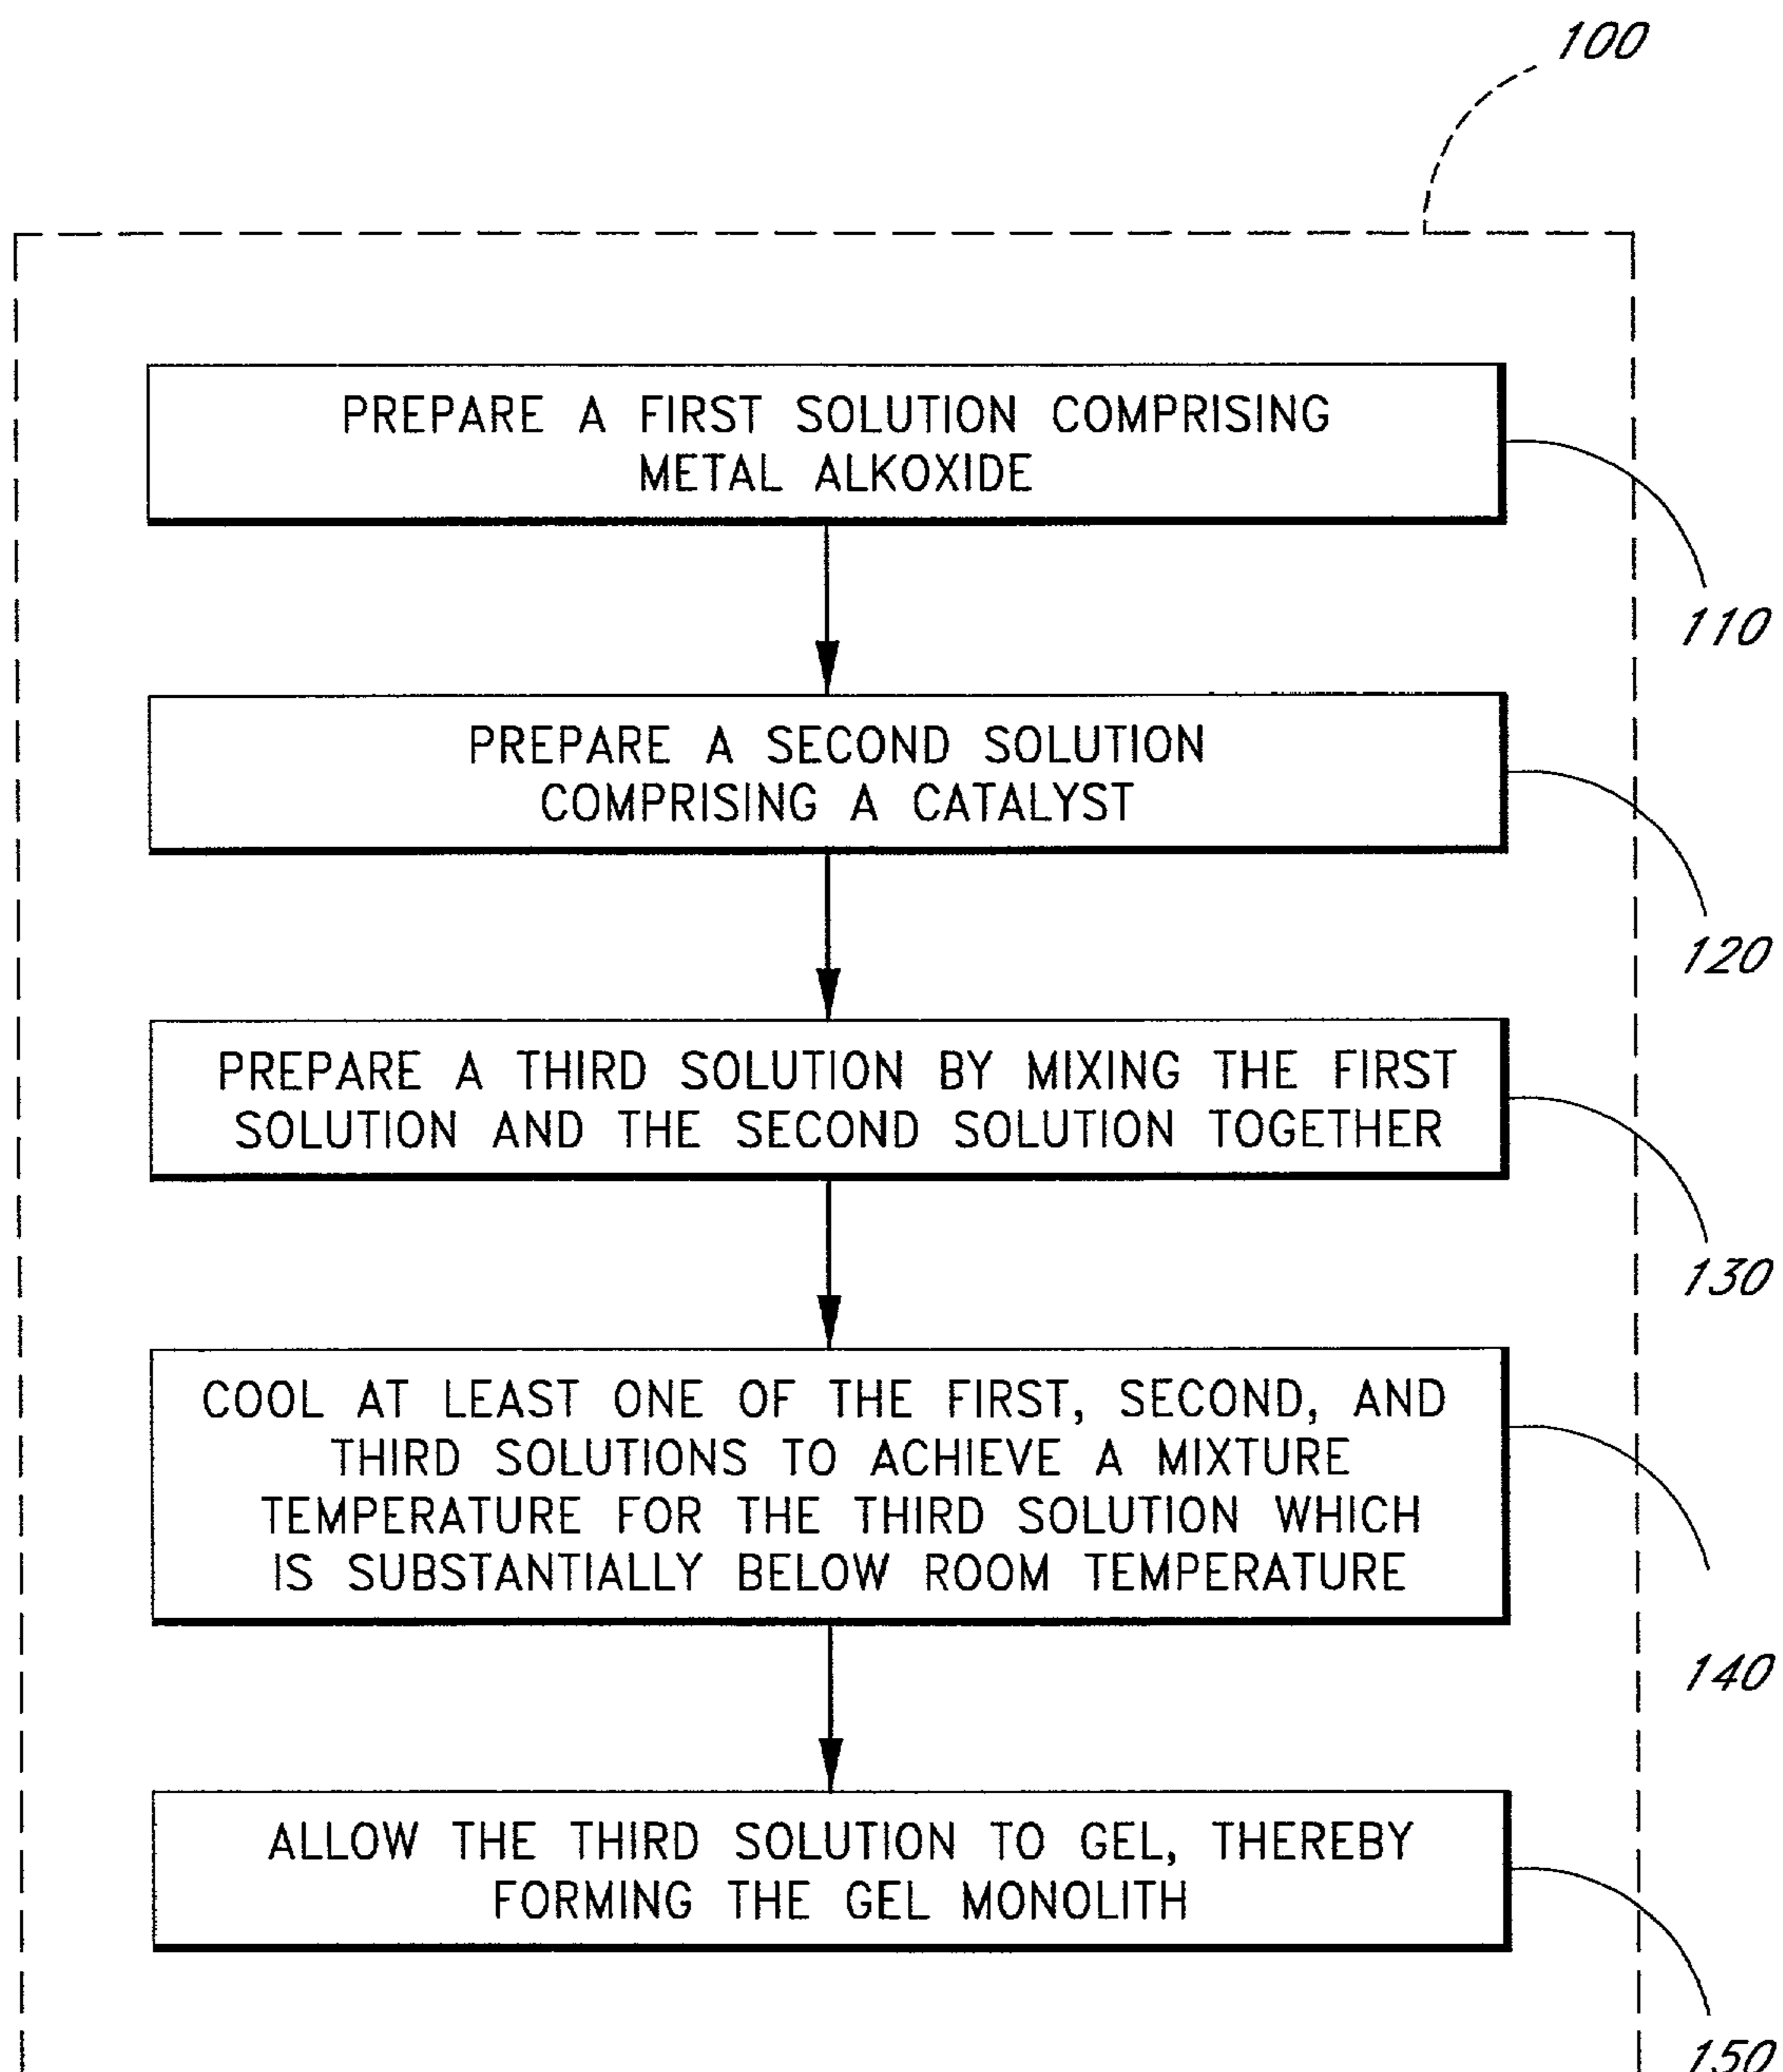 100
PREPARE A FIRST SOLUTION COMPRISING
METAL ALKOXIDE
110
PREPARE A SECOND SOLUTION
COMPRISING A CATALYST
120
PREPARE A THIRD SOLUTION BY MIXING THE FIRST
SOLUTION AND THE SECOND SOLUTION TOGETHER
130
COOL AT LEAST ONE OF THE FIRST, SECOND, AND
THIRD SOLUTIONS TO ACHIEVE A MIXTURE
TEMPERATURE FOR THE THIRD SOLUTION WHICH
IS SUBSTANTIALLY BELOW ROOM TEMPERATURE
140
ALLOW THE THIRD SOLUTION TO GEL, THEREBY
FORMING THE GEL MONOLITH
150